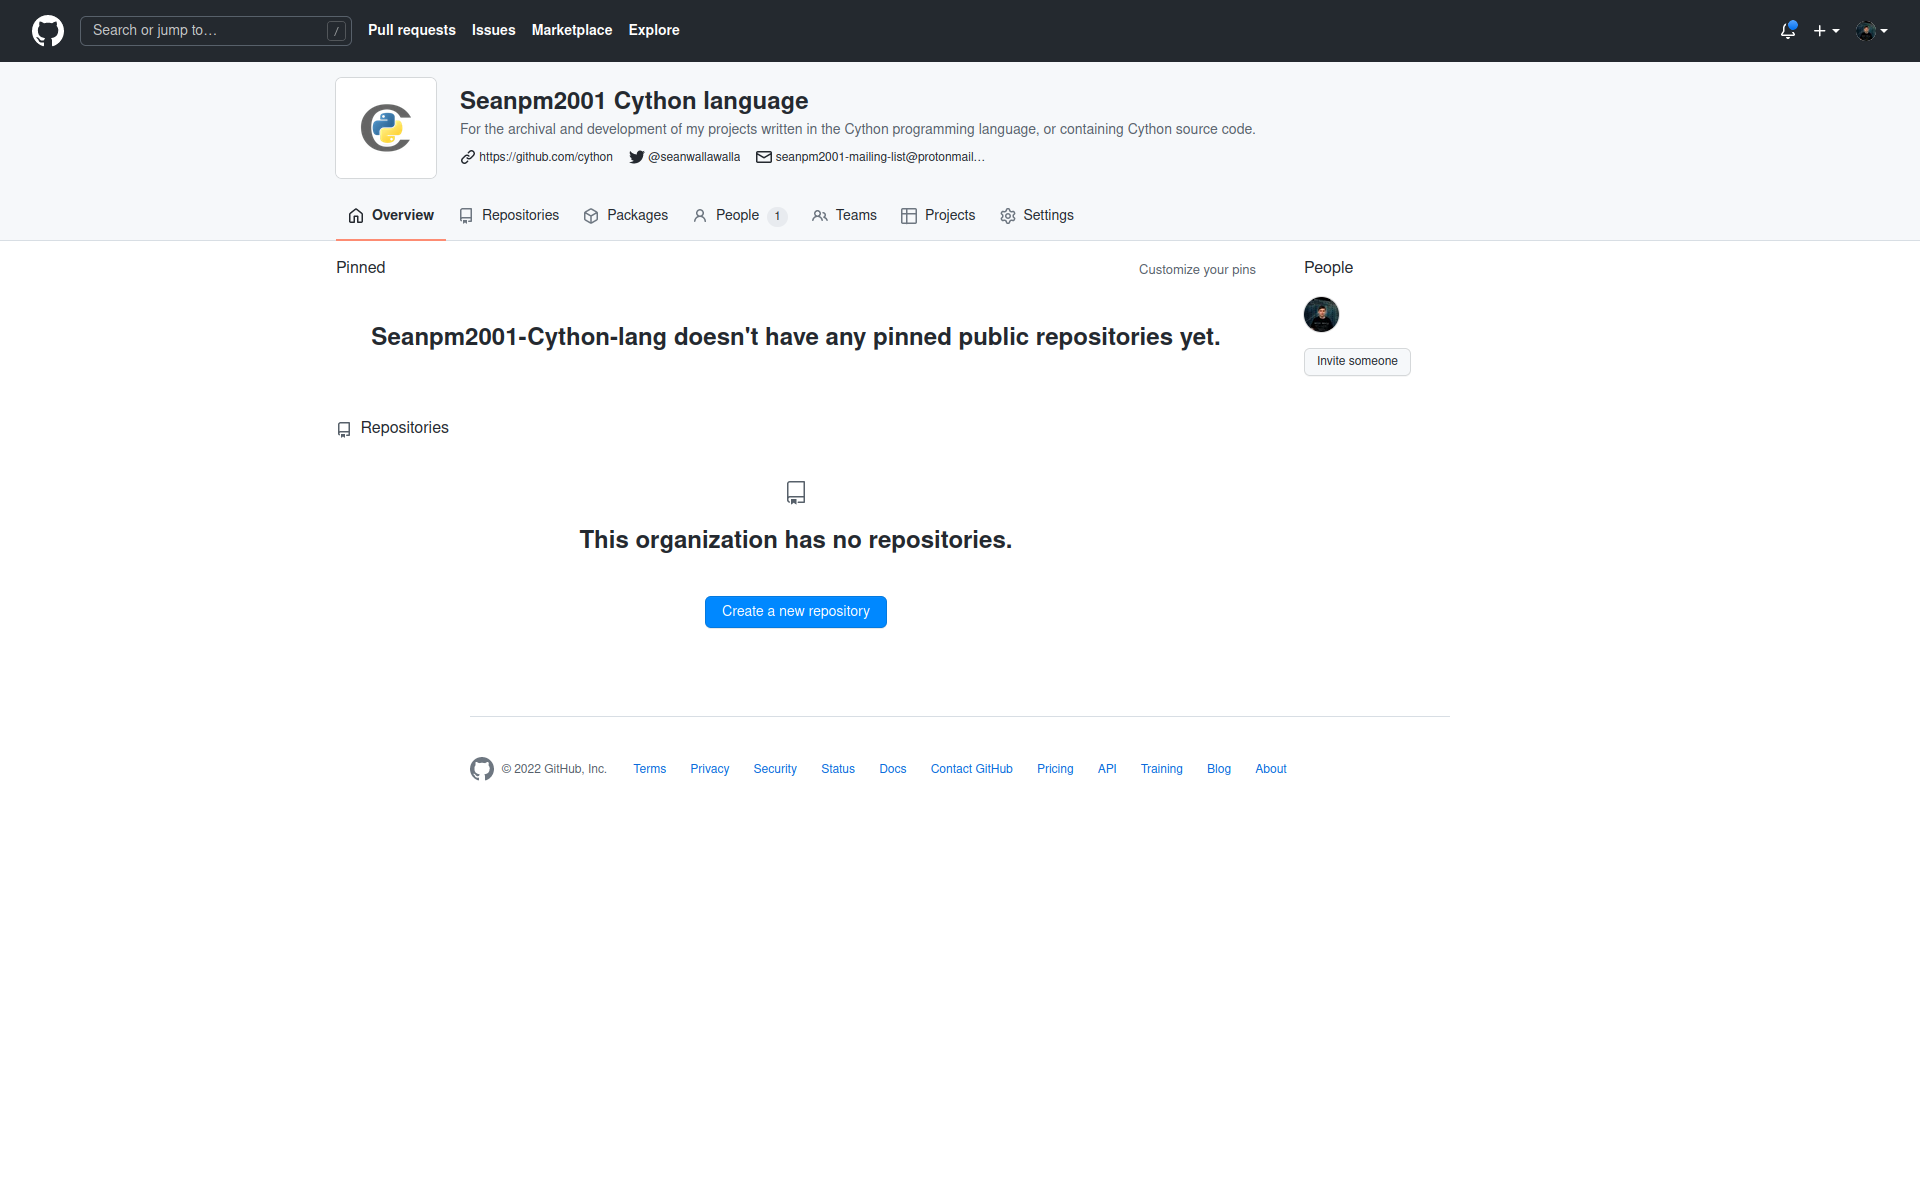 Search or jump to… / Pull requests Issues Marketplace Explore
Seanpm2001 Cython language
For the archival and development of my projects written in the Cython programming language, or containing Cython source code.
https://github.com/cython @seanwallawalla seanpm2001-mailing-list@protonmail…
Overview Repositories Packages People 1 Teams Projects Settings
Pinned Customize your pins People
Seanpm2001-Cython-lang doesn't have any pinned public repositories yet.
Invite someone
Repositories
This organization has no repositories.
Create a new repository
© 2022 GitHub, Inc. Terms Privacy Security Status Docs Contact GitHub Pricing API Training Blog About